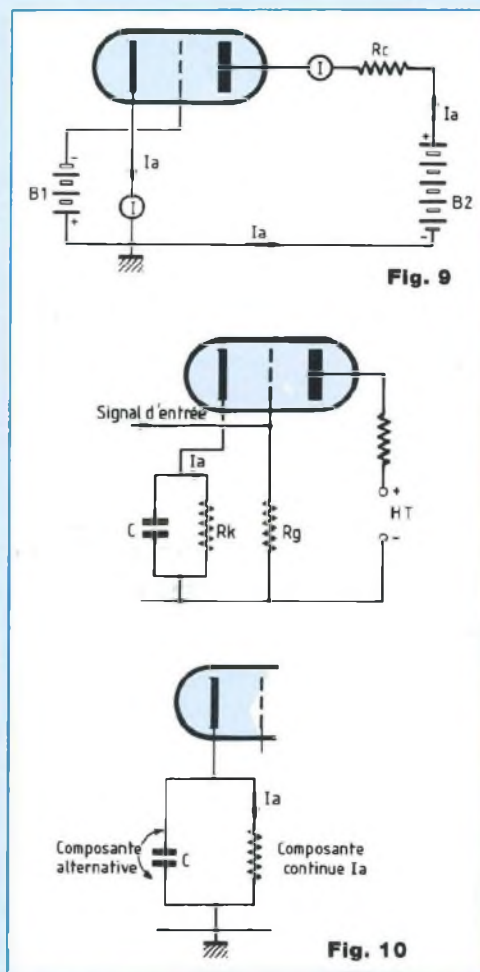 I
Rc
Ia
Ia
-
+
B1
I
+
B2
-
Ia
Fig. 9
Signal d'entrée
Ia
C
Rk
Rg
+
HT
-
Ia
Composante
alternative
C
Composante
continue Ia
Fig. 10